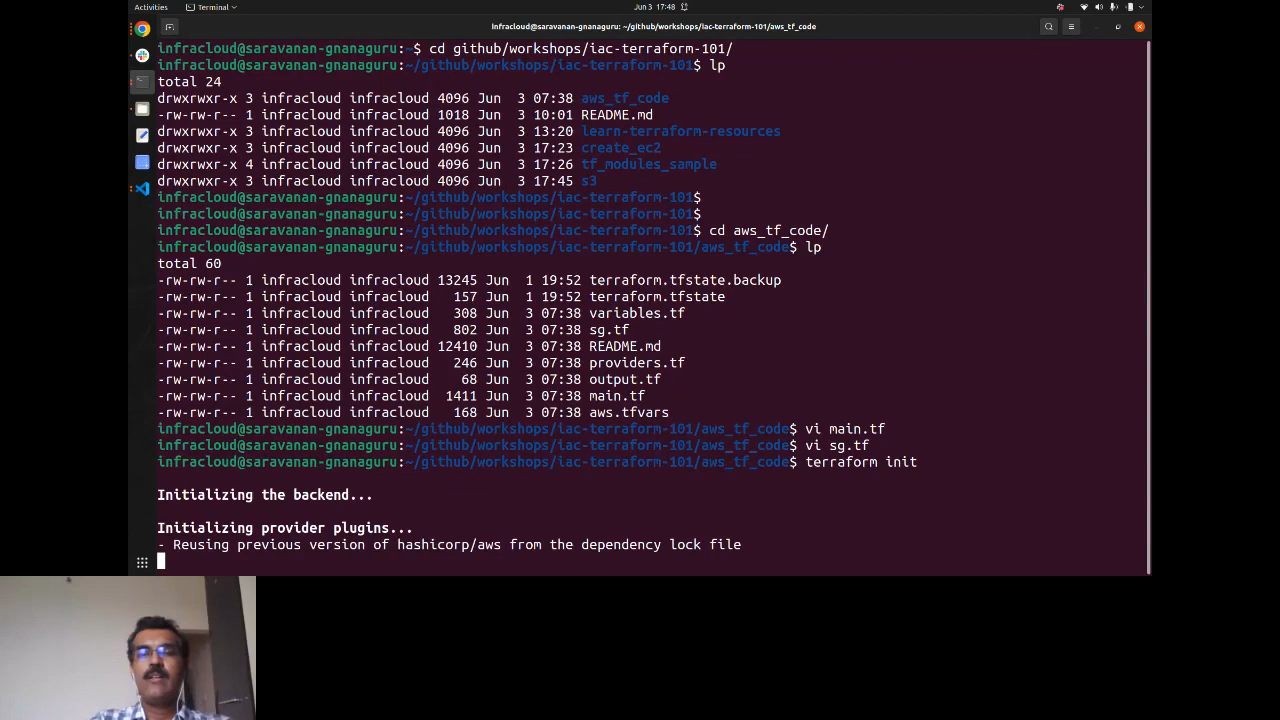 Activities
Terminal
Jun 3 17:48
infracloud@saravanan-gnanaguru: ~/github/workshops/iac-terraform-101/aws_tf_code
infracloud@saravanan-gnanaguru:~$ cd github/workshops/iac-terraform-101/
infracloud@saravanan-gnanaguru:~/github/workshops/iac-terraform-101$ lp
total 24
drwxrwxr-x 3 infracloud infracloud 4096 Jun  3 07:38 aws_tf_code
-rw-rw-r-- 1 infracloud infracloud 1018 Jun  3 10:01 README.md
drwxrwxr-x 3 infracloud infracloud 4096 Jun  3 13:20 learn-terraform-resources
drwxrwxr-x 3 infracloud infracloud 4096 Jun  3 17:23 create_ec2
drwxrwxr-x 4 infracloud infracloud 4096 Jun  3 17:26 tf_modules_sample
drwxrwxr-x 3 infracloud infracloud 4096 Jun  3 17:45 s3
infracloud@saravanan-gnanaguru:~/github/workshops/iac-terraform-101$
infracloud@saravanan-gnanaguru:~/github/workshops/iac-terraform-101$
infracloud@saravanan-gnanaguru:~/github/workshops/iac-terraform-101$ cd aws_tf_code/
infracloud@saravanan-gnanaguru:~/github/workshops/iac-terraform-101/aws_tf_code$ lp
total 60
-rw-rw-r-- 1 infracloud infracloud 13245 Jun  1 19:52 terraform.tfstate.backup
-rw-rw-r-- 1 infracloud infracloud   157 Jun  1 19:52 terraform.tfstate
-rw-rw-r-- 1 infracloud infracloud   308 Jun  3 07:38 variables.tf
-rw-rw-r-- 1 infracloud infracloud   802 Jun  3 07:38 sg.tf
-rw-rw-r-- 1 infracloud infracloud 12410 Jun  3 07:38 README.md
-rw-rw-r-- 1 infracloud infracloud   246 Jun  3 07:38 providers.tf
-rw-rw-r-- 1 infracloud infracloud    68 Jun  3 07:38 output.tf
-rw-rw-r-- 1 infracloud infracloud  1411 Jun  3 07:38 main.tf
-rw-rw-r-- 1 infracloud infracloud   168 Jun  3 07:38 aws.tfvars
infracloud@saravanan-gnanaguru:~/github/workshops/iac-terraform-101/aws_tf_code$ vi main.tf
infracloud@saravanan-gnanaguru:~/github/workshops/iac-terraform-101/aws_tf_code$ vi sg.tf
infracloud@saravanan-gnanaguru:~/github/workshops/iac-terraform-101/aws_tf_code$ terraform init
Initializing the backend...
Initializing provider plugins...
- Reusing previous version of hashicorp/aws from the dependency lock file